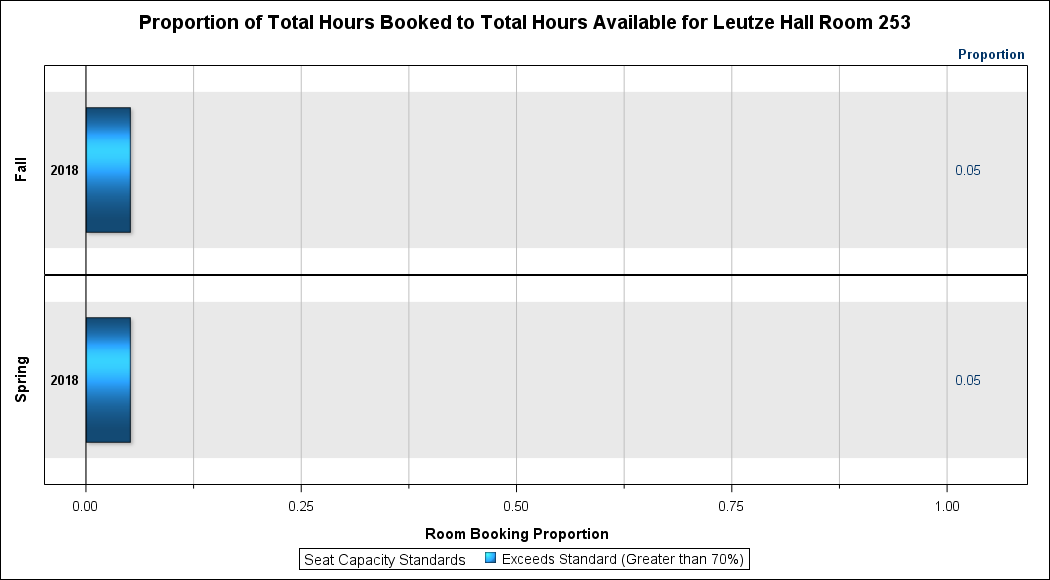 Proportion of Total Hours Booked to Total Hours Available for Leutze Hall Room 253
Proportion
Fall
2018
0.05
Spring
2018
0.05
0.00 0.25 0.50 0.75 1.00
Room Booking Proportion
Seat Capacity Standards Exceeds Standard (Greater than 70%)